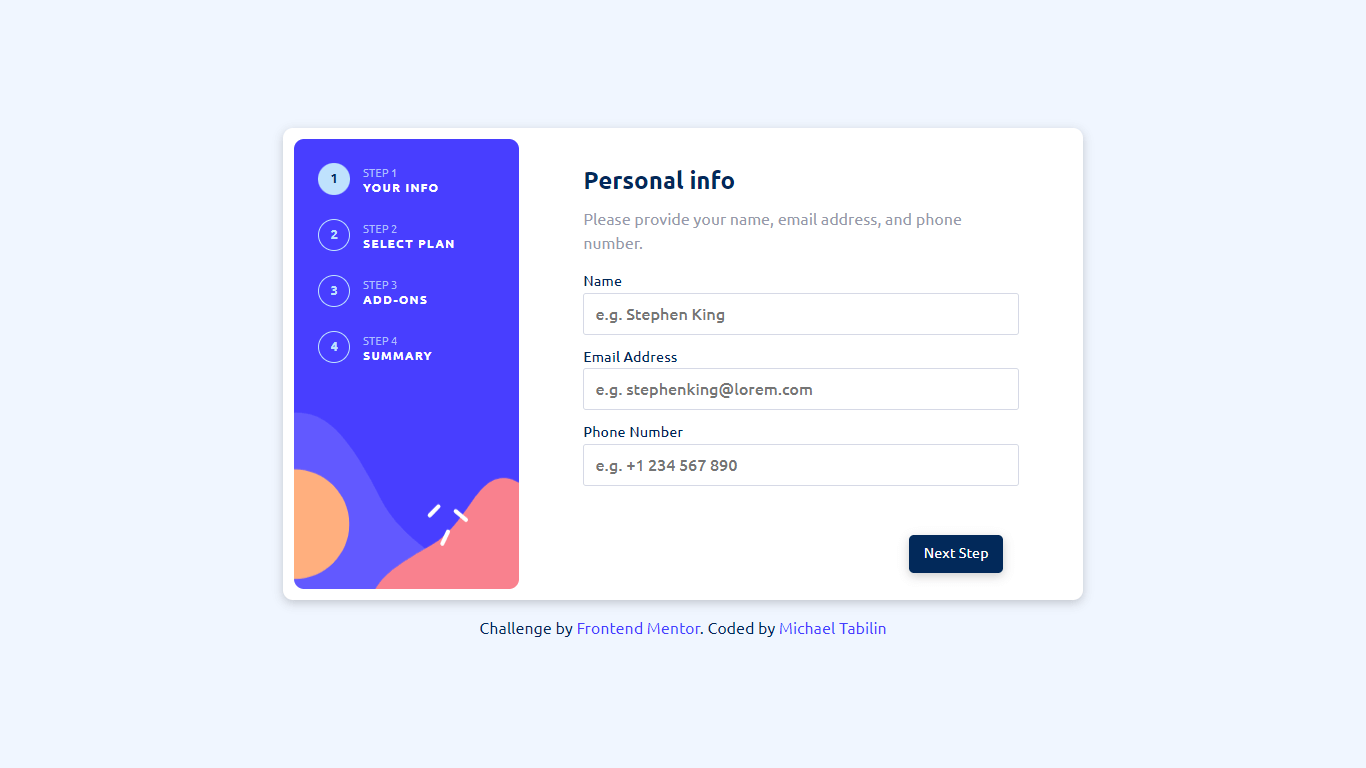 1
STEP 1
YOUR INFO
2
STEP 2
SELECT PLAN
3
STEP 3
ADD-ONS
4
STEP 4
SUMMARY
Personal info
Please provide your name, email address, and phone
number.
Name
e.g. Stephen King
Email Address
e.g. stephenking@lorem.com
Phone Number
e.g. +1 234 567 890
Next Step
Challenge by Frontend Mentor. Coded by Michael Tabilin